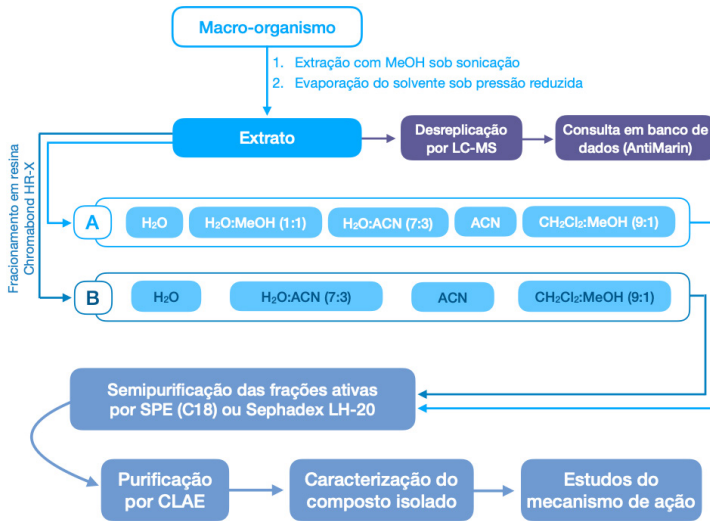 Macro-organismo
1. Extração com MeOH sob sonicação
2. Evaporação do solvente sob pressão reduzida
Extrato
Desreplicação
por LC-MS
Consulta em banco de
dados (AntiMarin)
Fracionamento em resina
Chromabond HR-X
A
H₂O
H₂O:MeOH (1:1)
H₂O:ACN (7:3)
ACN
CH₂Cl₂:MeOH (9:1)
B
H₂O
H₂O:ACN (7:3)
ACN
CH₂Cl₂:MeOH (9:1)
Semipurificação das frações ativas
por SPE (C18) ou Sephadex LH-20
Purificação
por CLAE
Caracterização do
composto isolado
Estudos do
mecanismo de ação